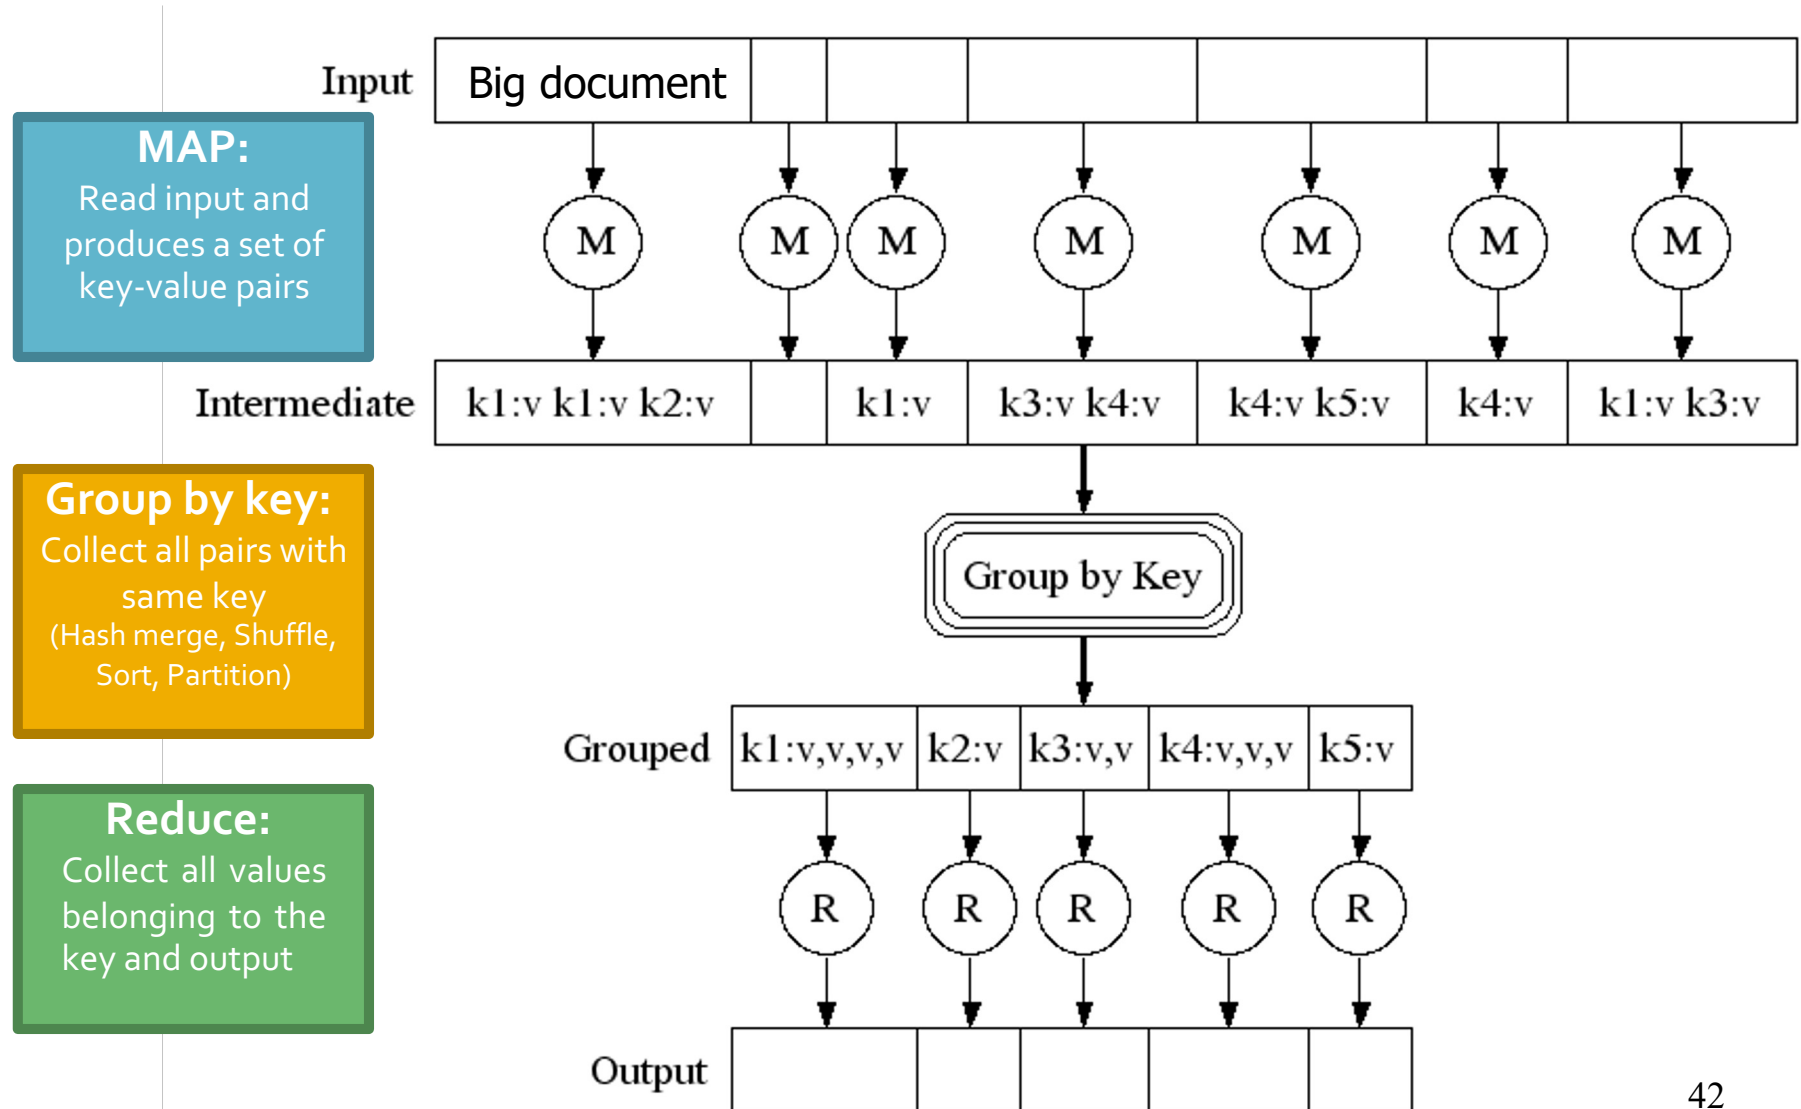 Input
Big document
MAP:
Read input and
produces a set of
key-value pairs
M M M M M M M
Intermediate
k1:v k1:v k2:v
k1:v
k3:v k4:v
k4:v k5:v
k4:v
k1:v k3:v
Group by key:
Collect all pairs with
same key
(Hash merge, Shuffle,
Sort, Partition)
Group by Key
Grouped
k1:v,v,v,v
k2:v
k3:v,v
k4:v,v,v
k5:v
Reduce:
Collect all values
belonging to the
key and output
R R R R R
Output
42